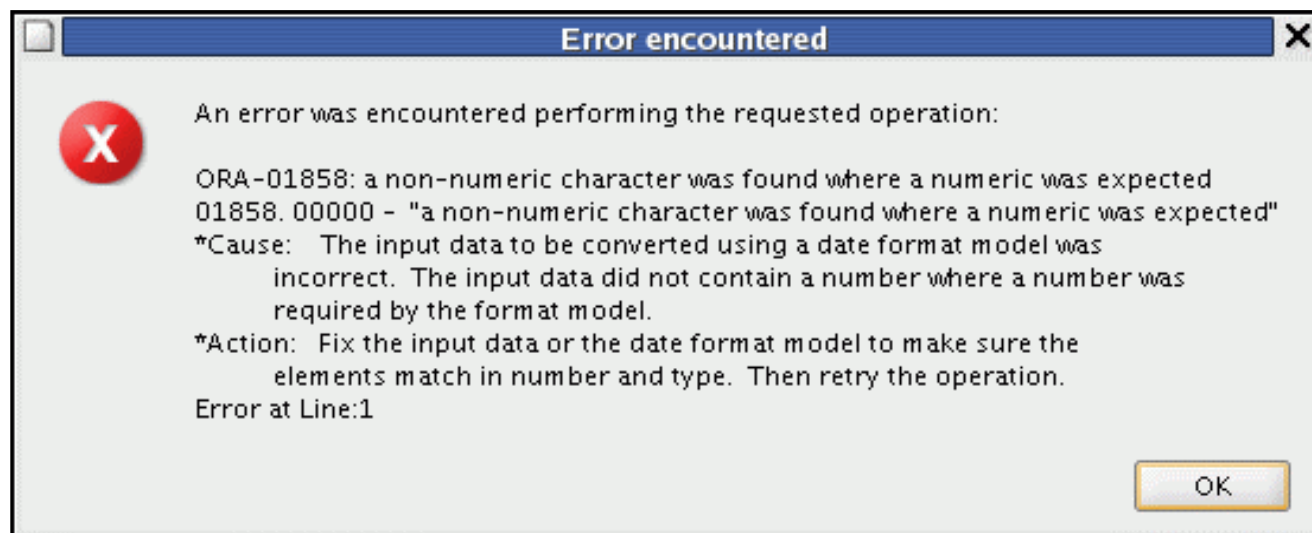 Error encountered
An error was encountered performing the requested operation:
ORA-01858: a non-numeric character was found where a numeric was expected
01858. 00000 - "a non-numeric character was found where a numeric was expected"
*Cause: The input data to be converted using a date format model was
incorrect. The input data did not contain a number where a number was
required by the format model.
*Action: Fix the input data or the date format model to make sure the
elements match in number and type. Then retry the operation.
Error at Line:1
OK